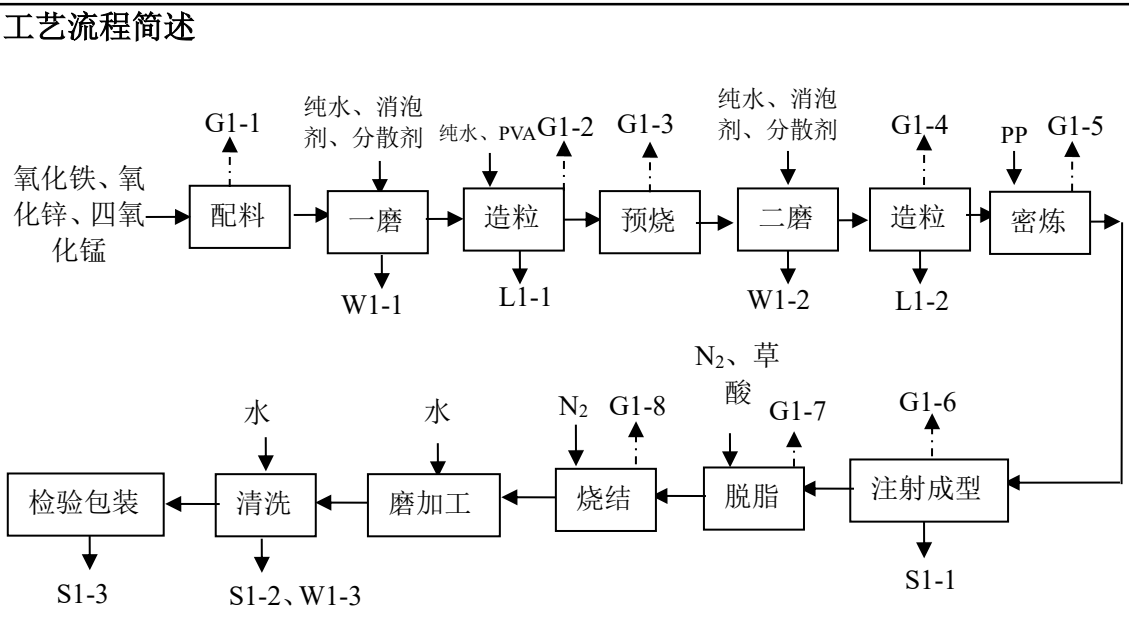 工艺流程简述
G1-1
纯水、消泡
剂、分散剂
纯水、PVA
G1-2
G1-3
纯水、消泡
剂、分散剂
G1-4
PP
G1-5
氧化铁、氧
化锌、四氧
化锰
配料
一磨
造粒
预烧
二磨
造粒
密炼
W1-1
L1-1
W1-2
L1-2
水
水
N₂
G1-8
N₂、草
酸
G1-7
G1-6
检验包装
清洗
磨加工
烧结
脱脂
注射成型
S1-3
S1-2、W1-3
S1-1